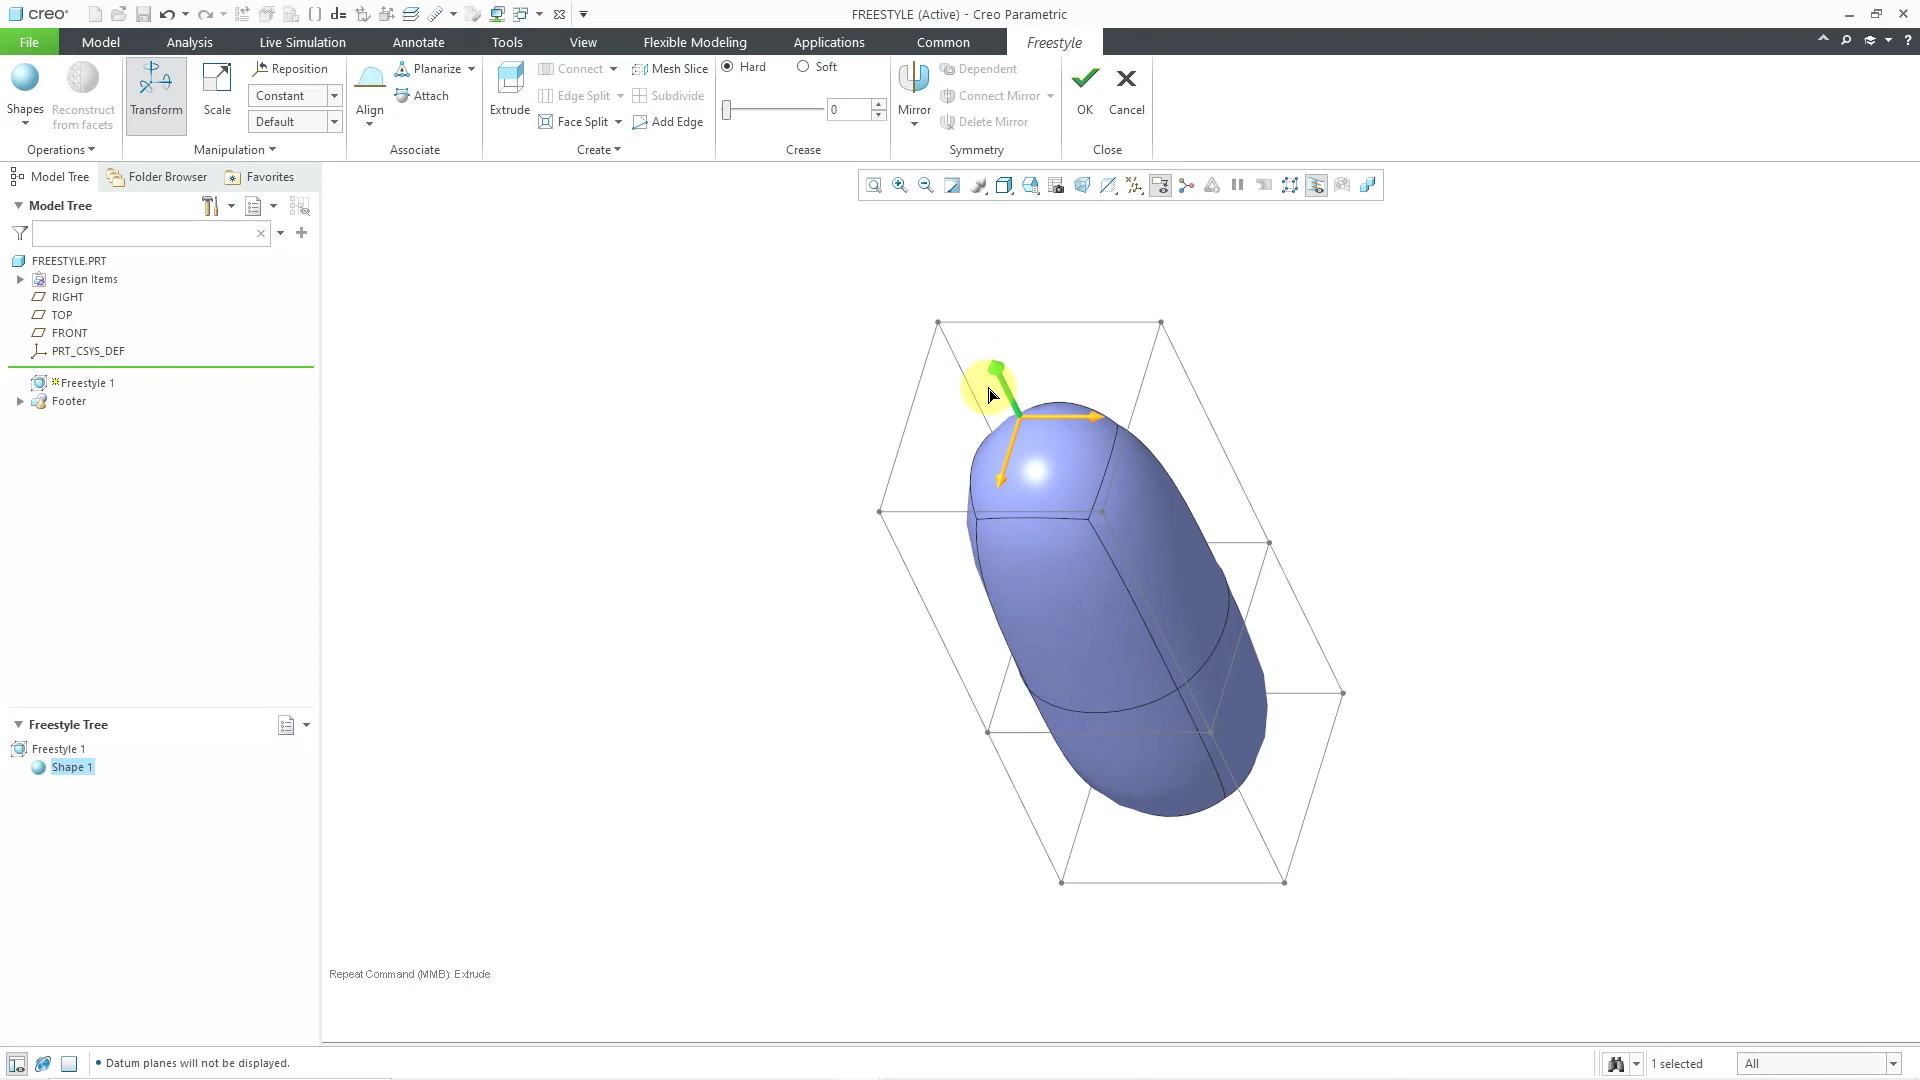 creo
FREESTYLE (Active) - Creo Parametric
File Model Analysis Live Simulation Annotate Tools View Flexible Modeling Applications Common Freestyle
Shapes
Reconstruct
from facets
Operations
Transform
Scale
Reposition
Constant
Default
Manipulation
Align
Planarize
Attach
Associate
Extrude
Connect
Edge Split
Face Split
Mesh Slice
Subdivide
Add Edge
Create
Hard Soft
0
Crease
Mirror
Dependent
Connect Mirror
Delete Mirror
Symmetry
OK
Cancel
Close
Model Tree Folder Browser Favorites
Model Tree
FREESTYLE.PRT
Design Items
RIGHT
TOP
FRONT
PRT_CSYS_DEF
Freestyle 1
Footer
Freestyle Tree
Freestyle 1
Shape 1
Repeat Command (MMB): Extrude
Datum planes will not be displayed.
1 selected
All